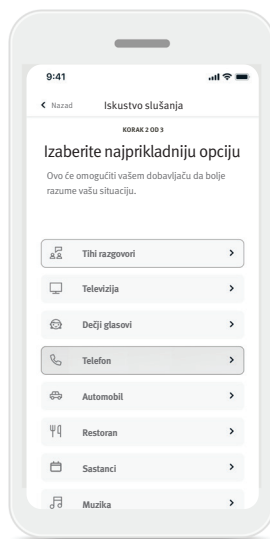 9:41
Nazad
Iskustvo slušanja
KORAK 2 OD 3
Izaberite najprikladniju opciju
Ovo će omogućiti vašem dobavljaču da bolje
razume vašu situaciju.
Tihi razgovori
Televizija
Dečji glasovi
Telefon
Automobil
Restoran
Sastanci
Muzika